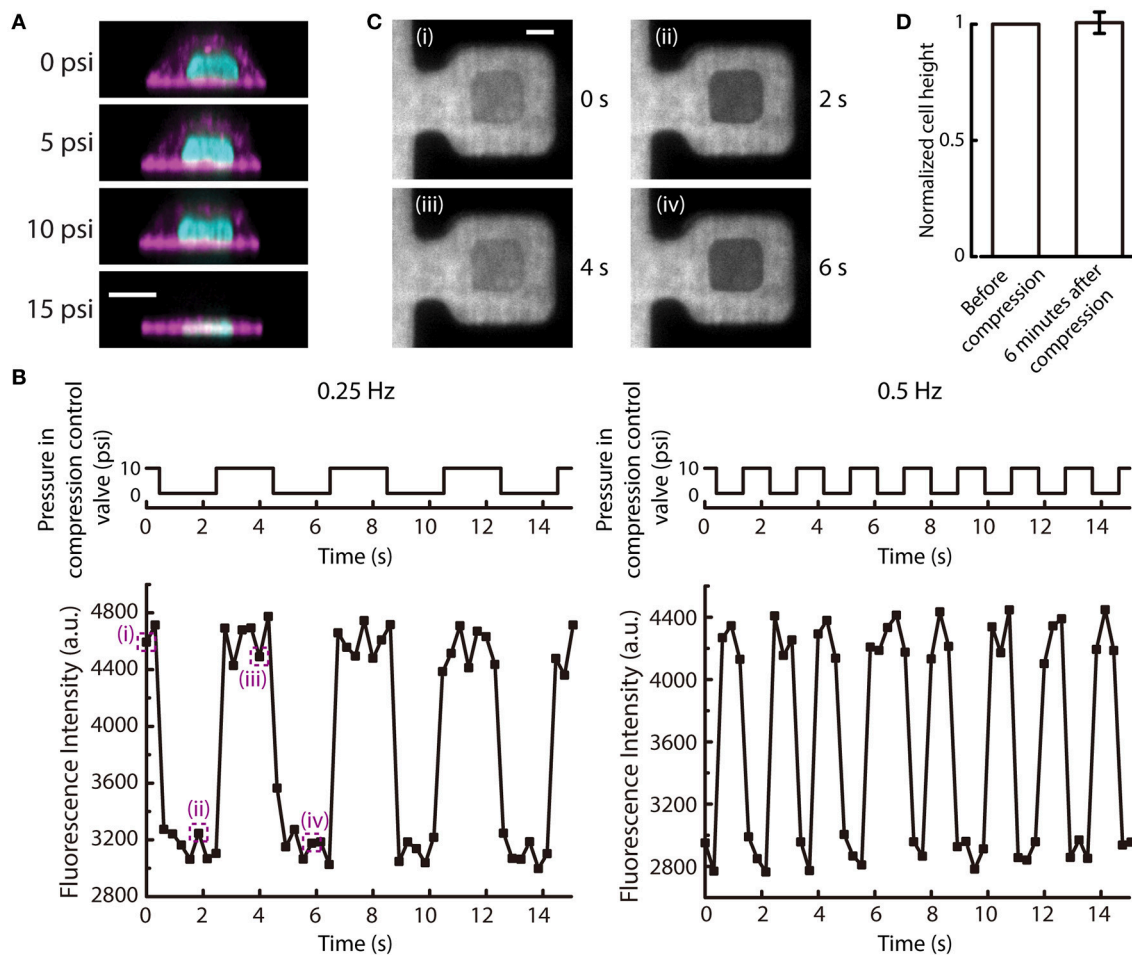 A
0 psi
5 psi
10 psi
15 psi
C
(i)
0 s
(ii)
2 s
(iii)
4 s
(iv)
6 s
D
Normalized cell height
1
0.5
0
Before
compression
6 minutes after
compression
B
0.25 Hz
Pressure in
compression control
valve (psi)
10
0
0 2 4 6 8 10 12 14
Time (s)
Fluorescence Intensity (a.u.)
4800
4400
4000
3600
3200
2800
(i)
(ii)
(iii)
(iv)
0 2 4 6 8 10 12 14
Time (s)
0.5 Hz
Pressure in
compression control
valve (psi)
10
0
0 2 4 6 8 10 12 14
Time (s)
Fluorescence Intensity (a.u.)
4400
4000
3600
3200
2800
0 2 4 6 8 10 12 14
Time (s)